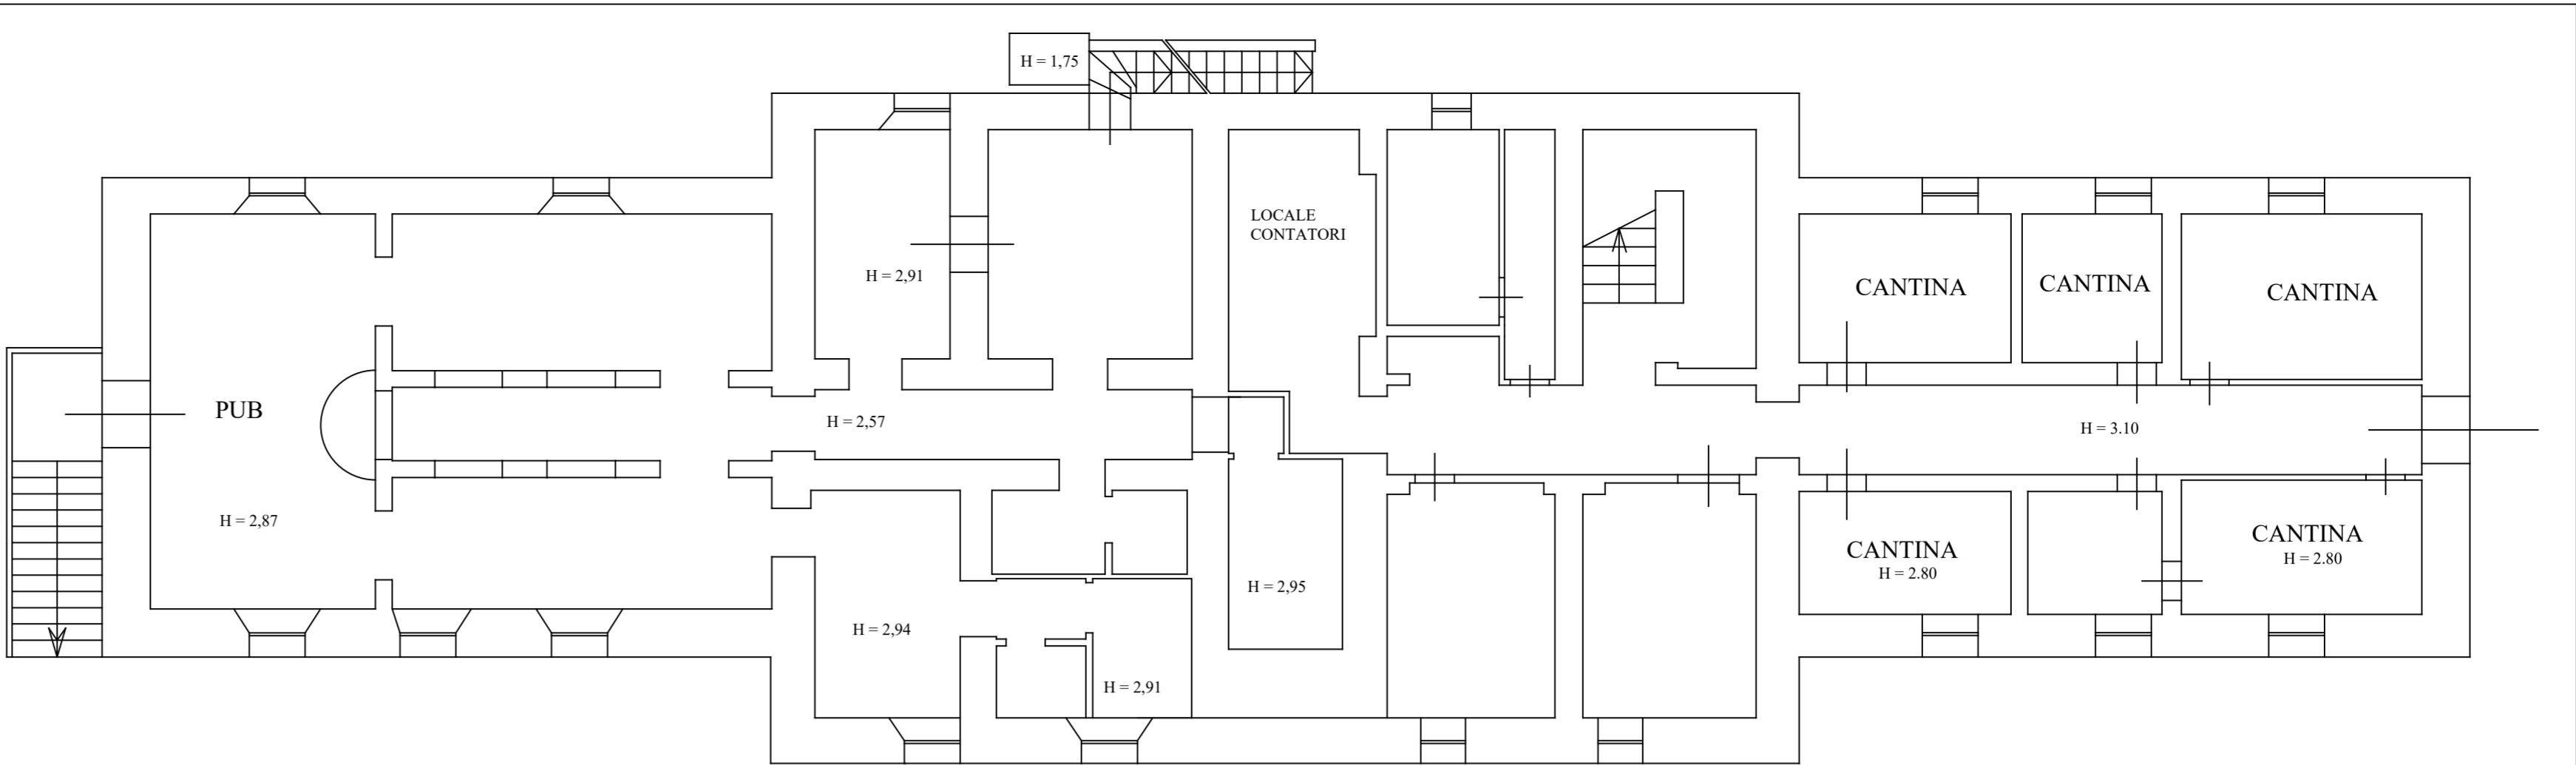 H = 1,75
LOCALE
CONTATORI
H = 2,91
CANTINA
CANTINA
CANTINA
PUB
H = 2,57
H = 3.10
H = 2,87
CANTINA
H = 2.80
CANTINA
H = 2.80
H = 2,95
H = 2,94
H = 2,91